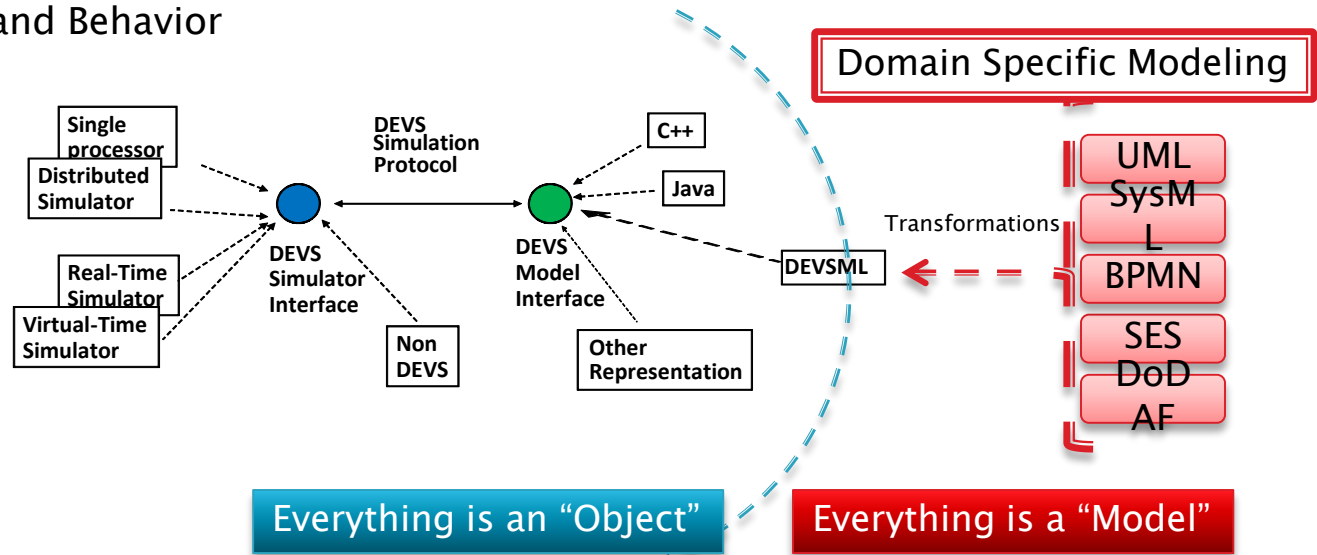 and Behavior
Domain Specific Modeling
Single
processor
Distributed
Simulator
Real-Time
Simulator
Virtual-Time
Simulator
DEVS
Simulation
Protocol
DEVS
Simulator
Interface
Non
DEVS
C++
Java
DEVS
Model
Interface
Other
Representation
DEVSML
Transformations
UML
SysM
L
BPMN
SES
DoD
AF
Everything is an “Object”
Everything is a “Model”